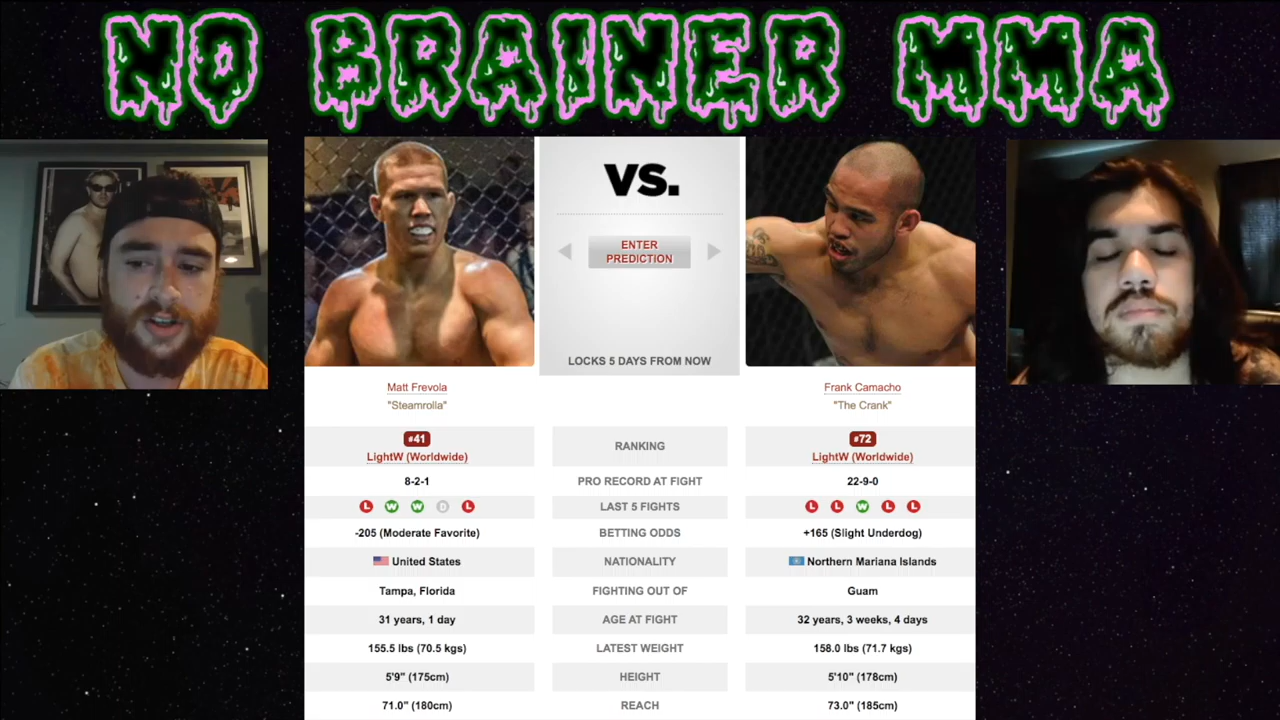 NO BRAINER MMA
VS.
ENTER
PREDICTION
LOCKS 5 DAYS FROM NOW
Matt Frevola
"Steamrolla"
Frank Camacho
"The Crank"
#41
LightW (Worldwide)
RANKING
#72
LightW (Worldwide)
8-2-1
PRO RECORD AT FIGHT
22-9-0
L W W D L
LAST 5 FIGHTS
L L W L L
-205 (Moderate Favorite)
BETTING ODDS
+165 (Slight Underdog)
United States
NATIONALITY
Northern Mariana Islands
Tampa, Florida
FIGHTING OUT OF
Guam
31 years, 1 day
AGE AT FIGHT
32 years, 3 weeks, 4 days
155.5 lbs (70.5 kgs)
LATEST WEIGHT
158.0 lbs (71.7 kgs)
5'9" (175cm)
HEIGHT
5'10" (178cm)
71.0" (180cm)
REACH
73.0" (185cm)